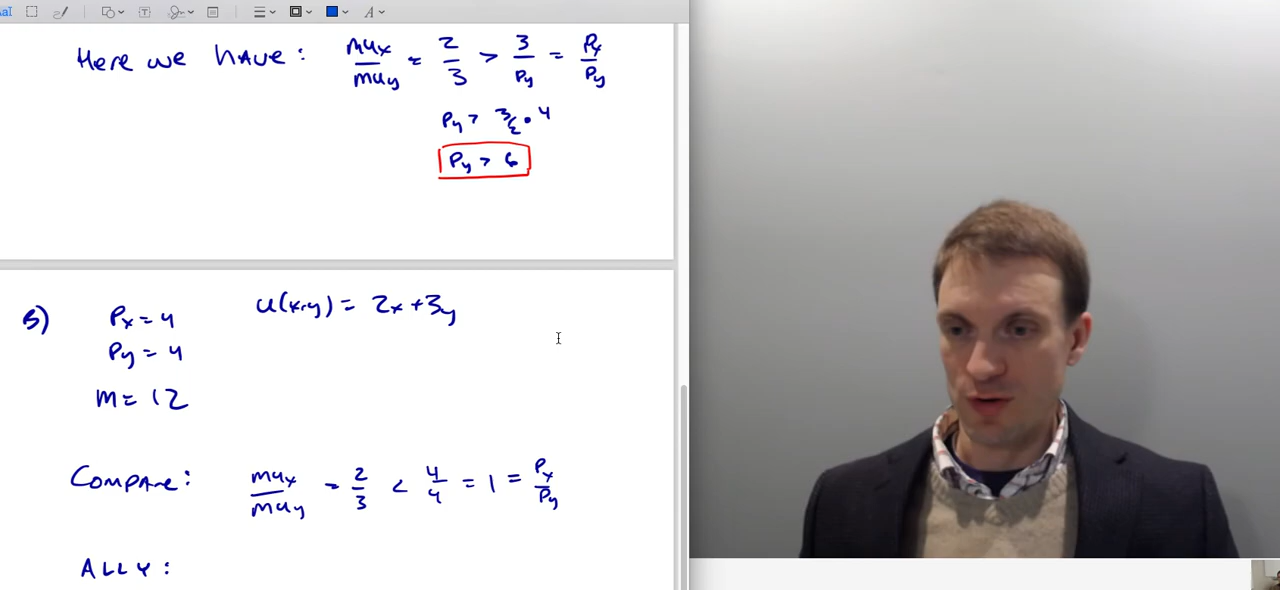 Here we have: MUx/MUy = 2/3 > 3/Py = Px/Py
Py > 3/2 • 4
Py > 6
5) Px = 4 u(x,y) = 2x + 3y
Py = 4
m = 12
Compare: MUx/MUy = 2/3 < 4/4 = 1 = Px/Py
ALL Y: